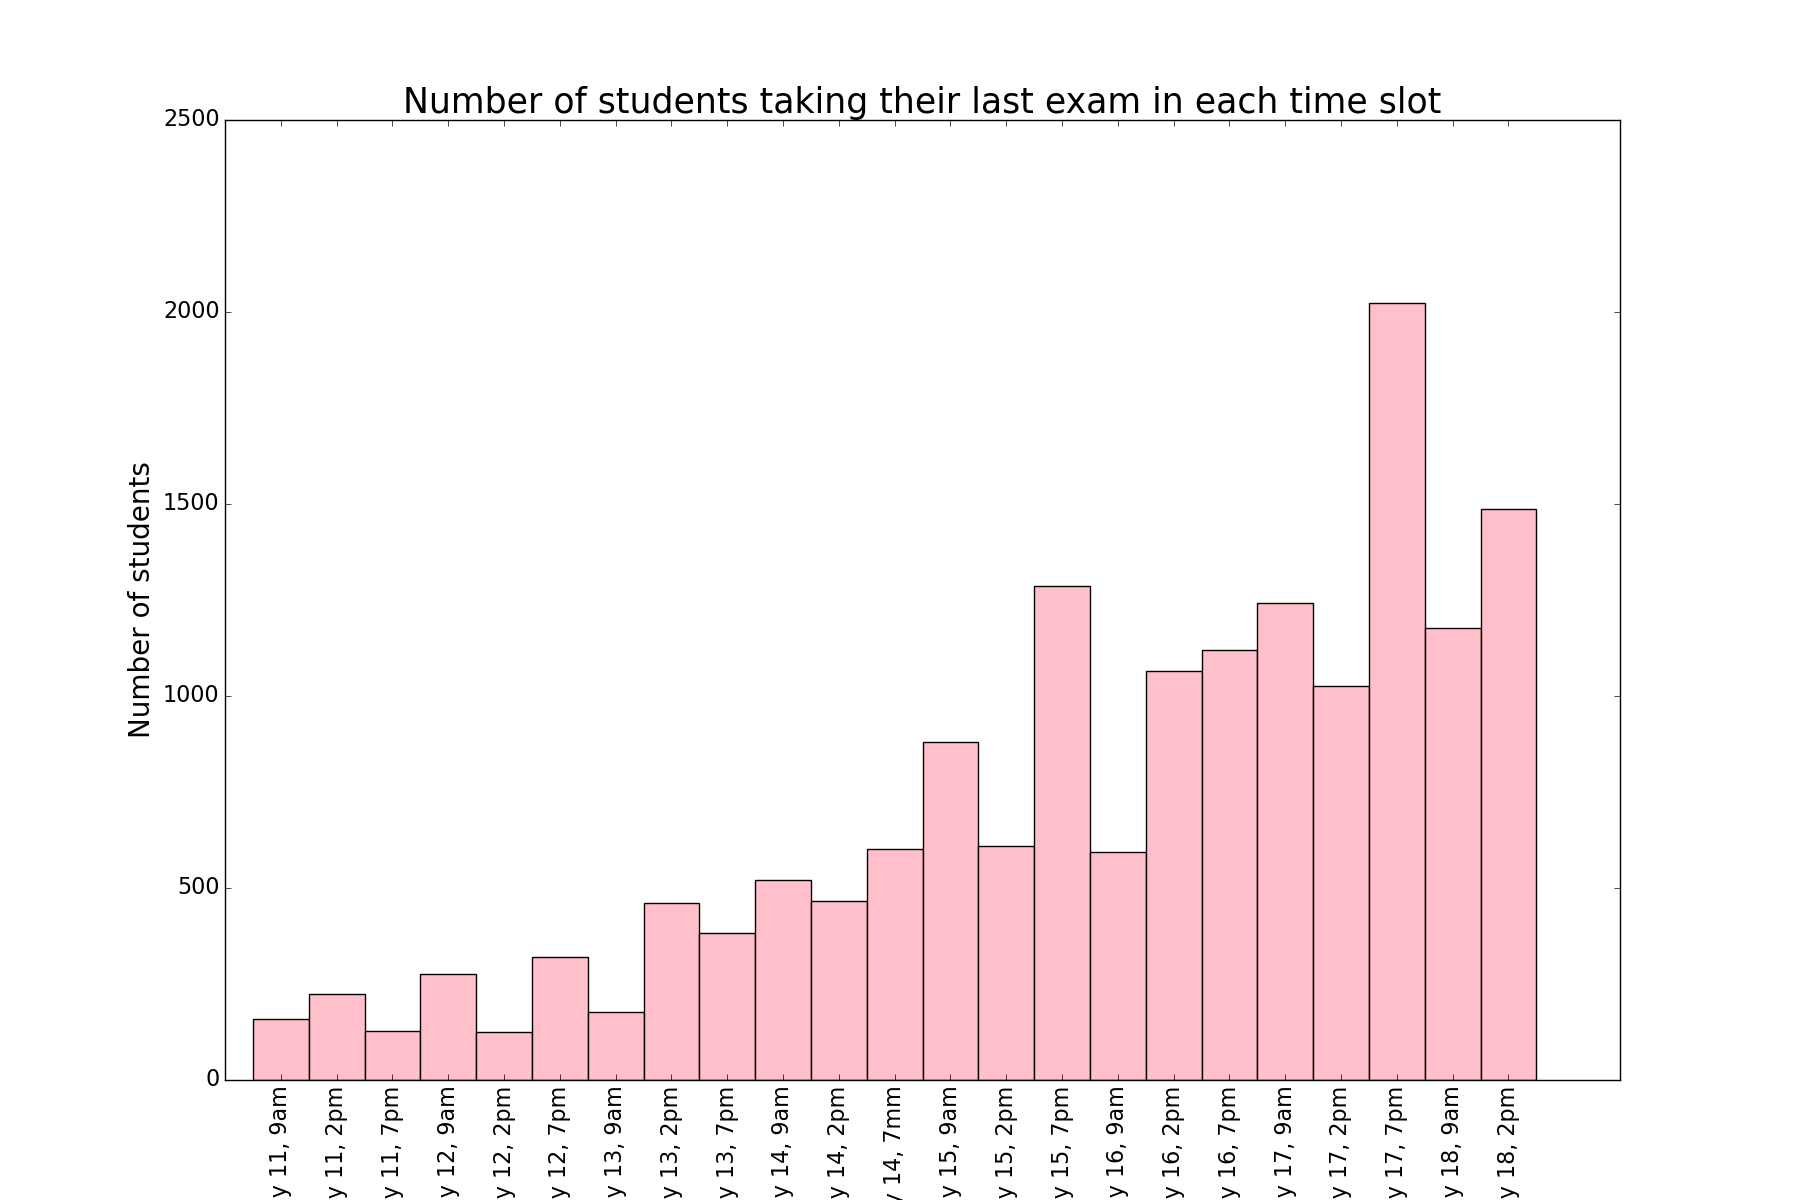 Number of students taking their last exam in each time slot
Number of students
2500
2000
1500
1000
500
0
y 11, 9am
y 11, 2pm
y 11, 7pm
y 12, 9am
y 12, 2pm
y 12, 7pm
y 13, 9am
y 13, 2pm
y 13, 7pm
y 14, 9am
y 14, 2pm
y 14, 7mm
y 15, 9am
y 15, 2pm
y 15, 7pm
y 16, 9am
y 16, 2pm
y 16, 7pm
y 17, 9am
y 17, 2pm
y 17, 7pm
y 18, 9am
y 18, 2pm